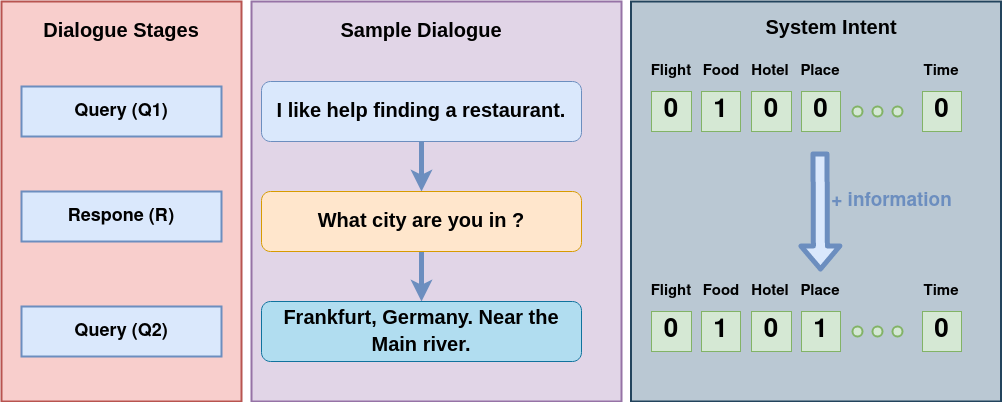 Dialogue Stages
Query (Q1)
Respone (R)
Query (Q2)
Sample Dialogue
I like help finding a restaurant.
What city are you in ?
Frankfurt, Germany. Near the
Main river.
System Intent
Flight Food Hotel Place Time
0 1 0 0 0
+ information
Flight Food Hotel Place Time
0 1 0 1 0